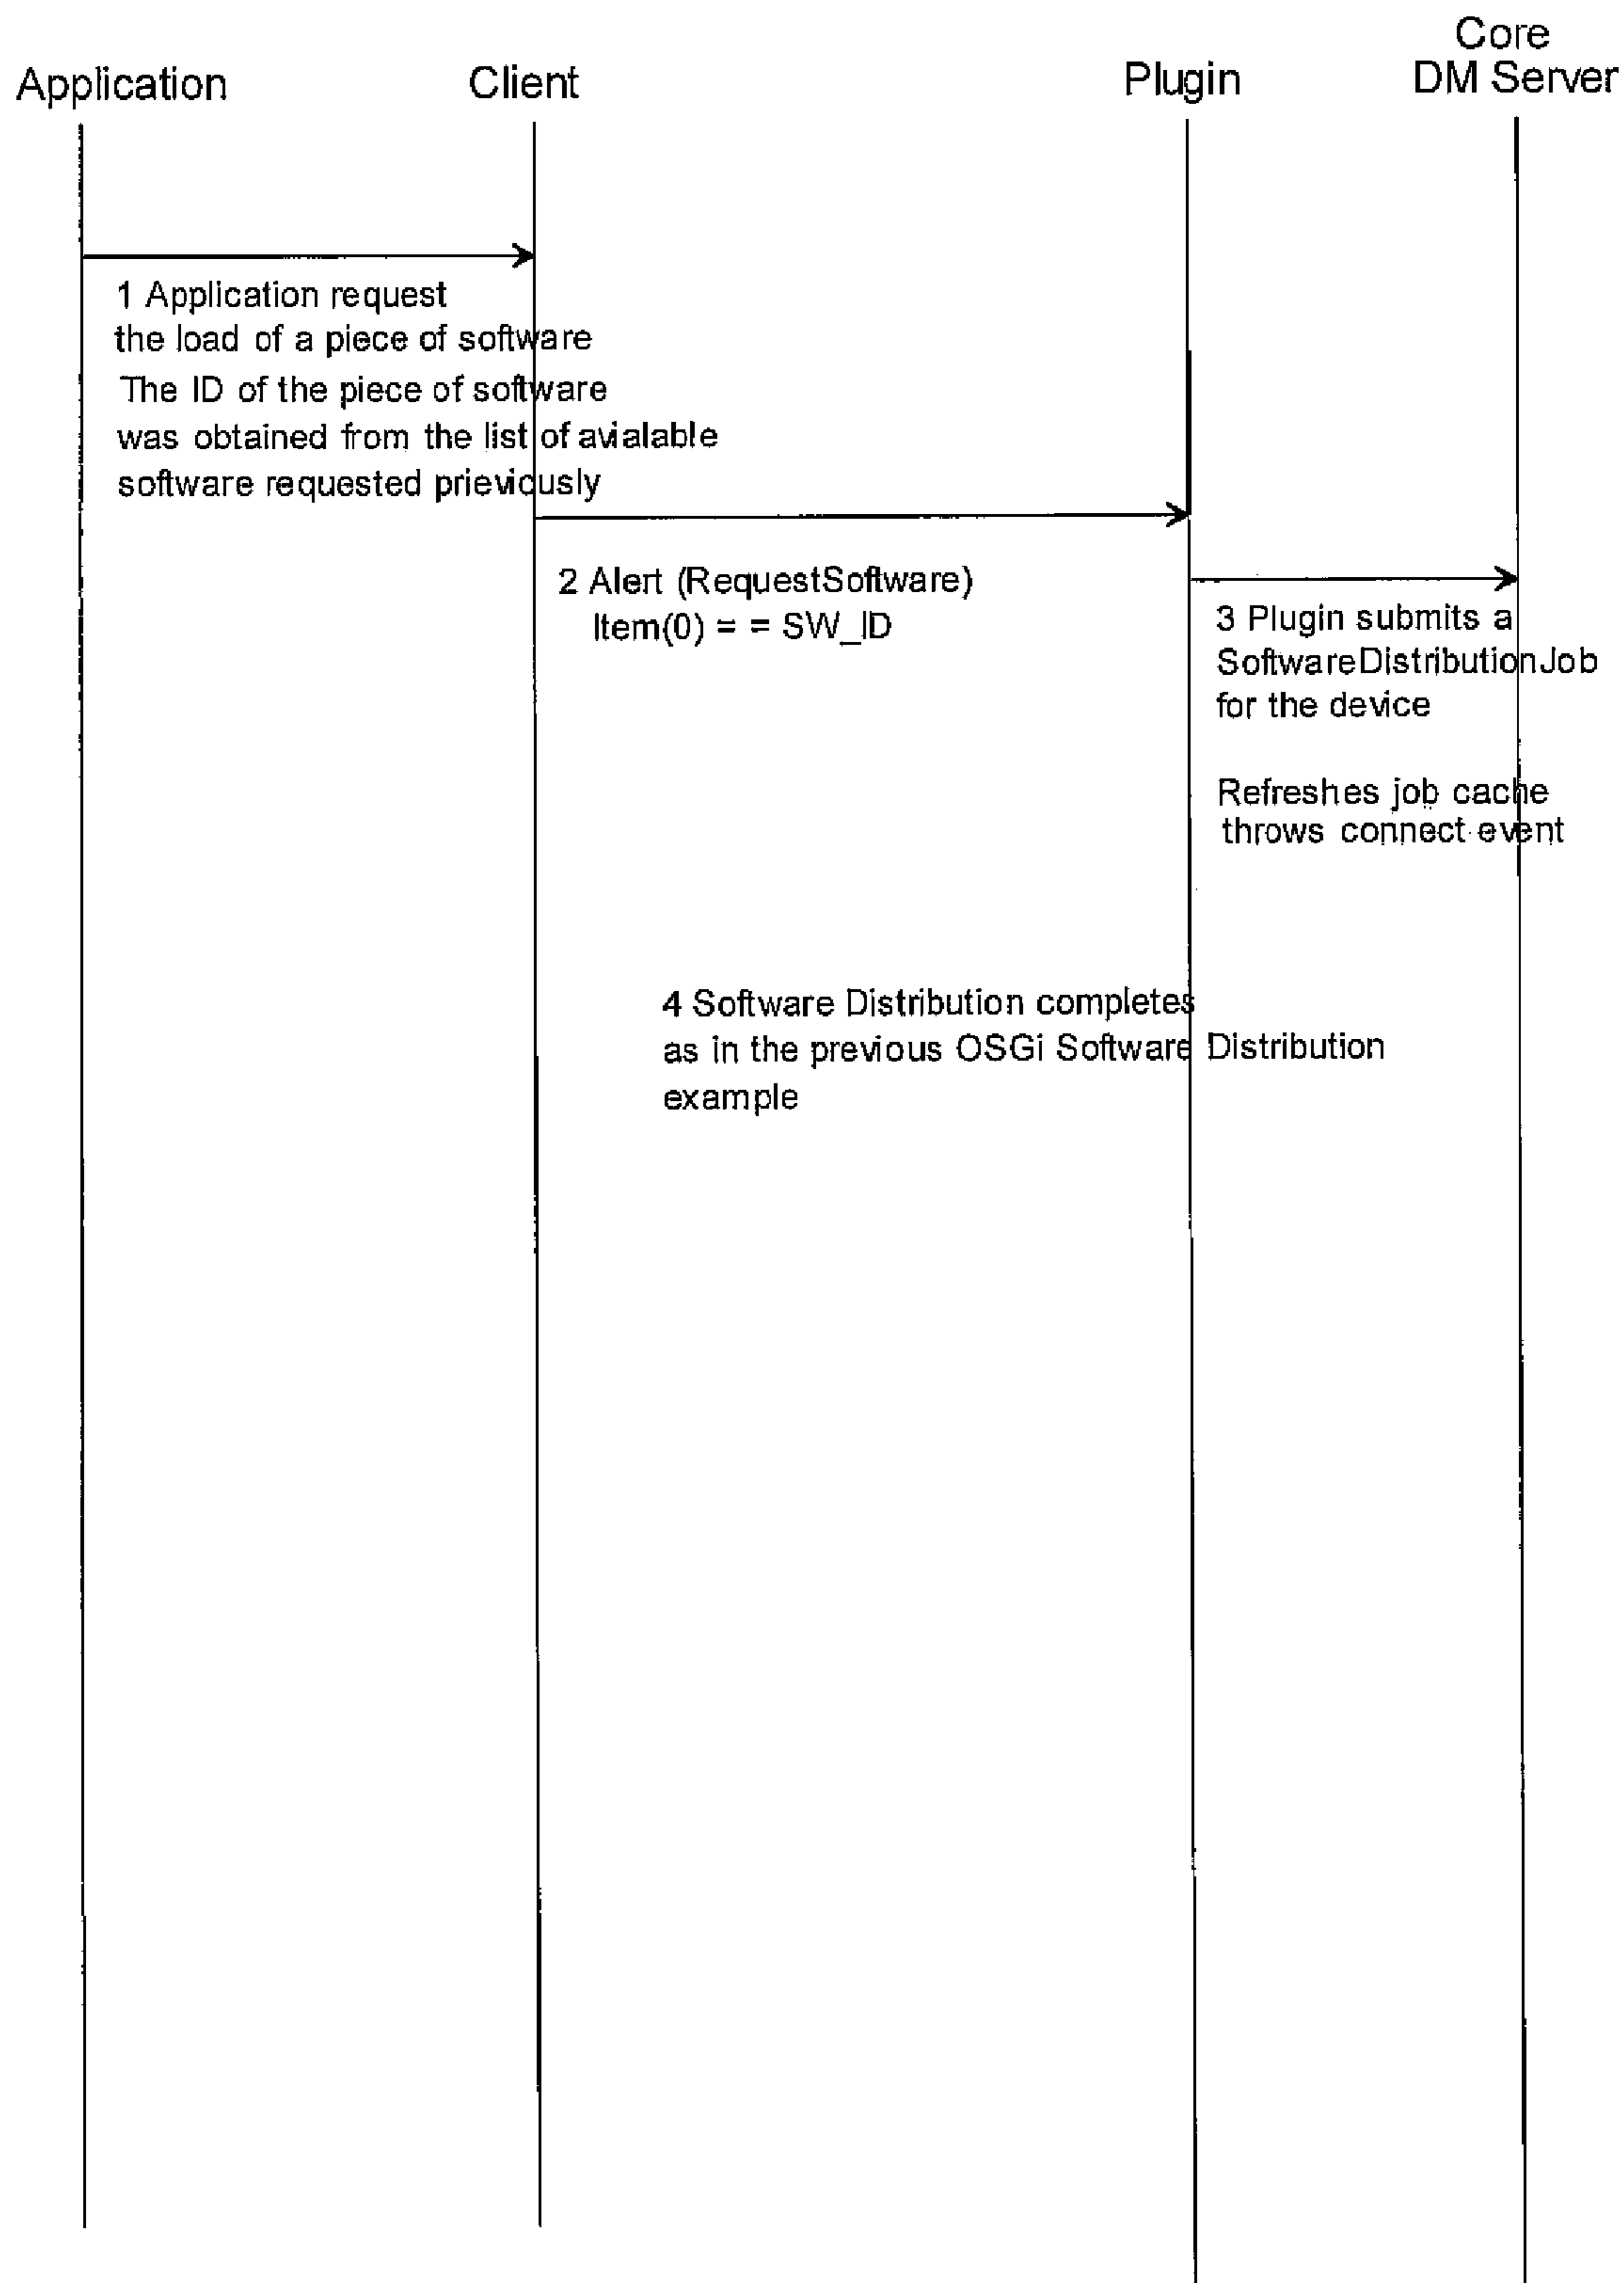 Application
Client
Plugin
Core
DM Server
1 Application request
the load of a piece of software
The ID of the piece of software
was obtained from the list of avialable
software requested prieviously
2 Alert (RequestSoftware)
Item(0) = = SW_ID
3 Plugin submits a
SoftwareDistributionJob
for the device
Refreshes job cache
throws connect event
4 Software Distribution completes
as in the previous OSGi Software Distribution
example